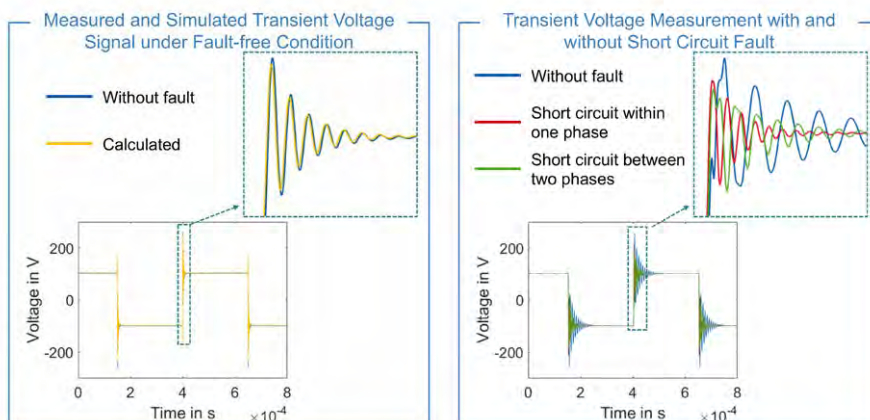 Measured and Simulated Transient Voltage
Signal under Fault-free Condition
Without fault
Calculated
200
0
-200
Voltage in V
0
2
4
6
8
Time in s
×10⁻⁴
Transient Voltage Measurement with and
without Short Circuit Fault
Without fault
Short circuit within
one phase
Short circuit between
two phases
200
0
-200
Voltage in V
0
2
4
6
8
Time in s
×10⁻⁴